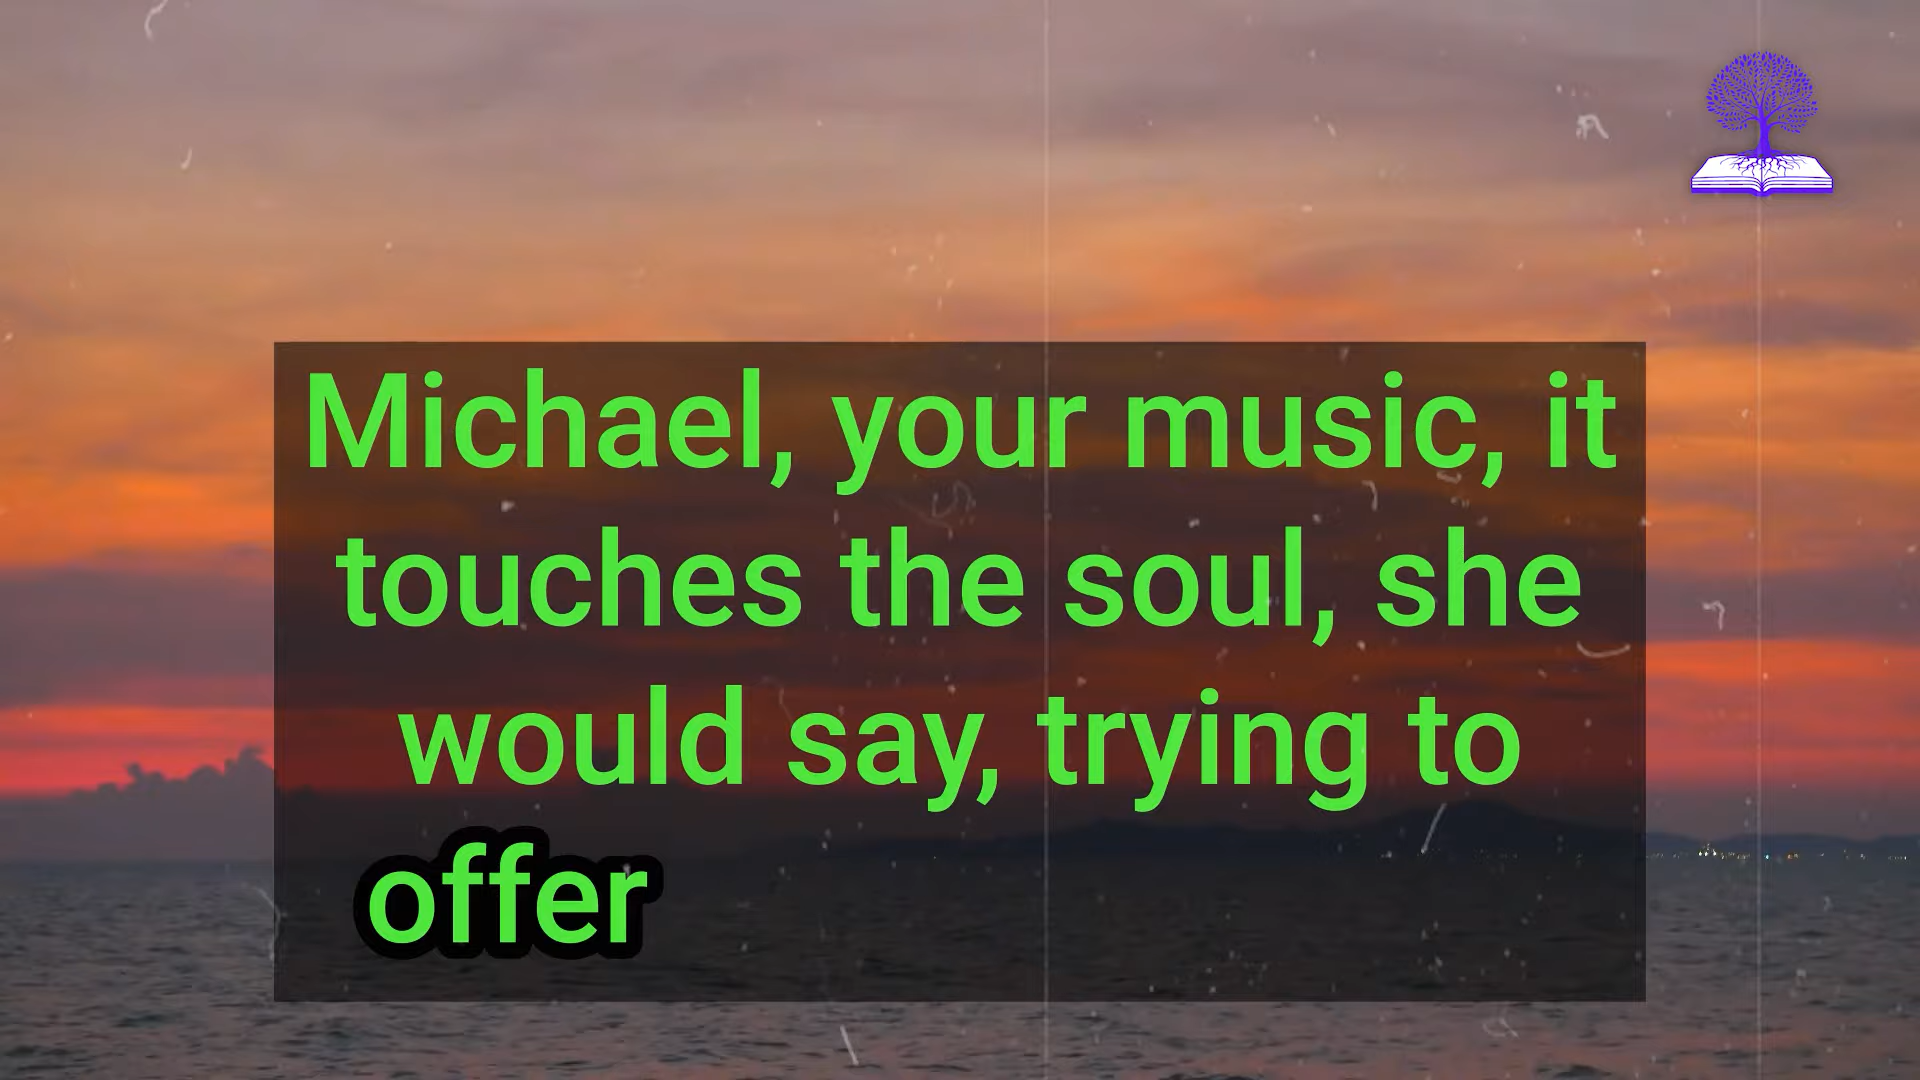 Michael, your music, it
touches the soul, she
would say, trying to
offer